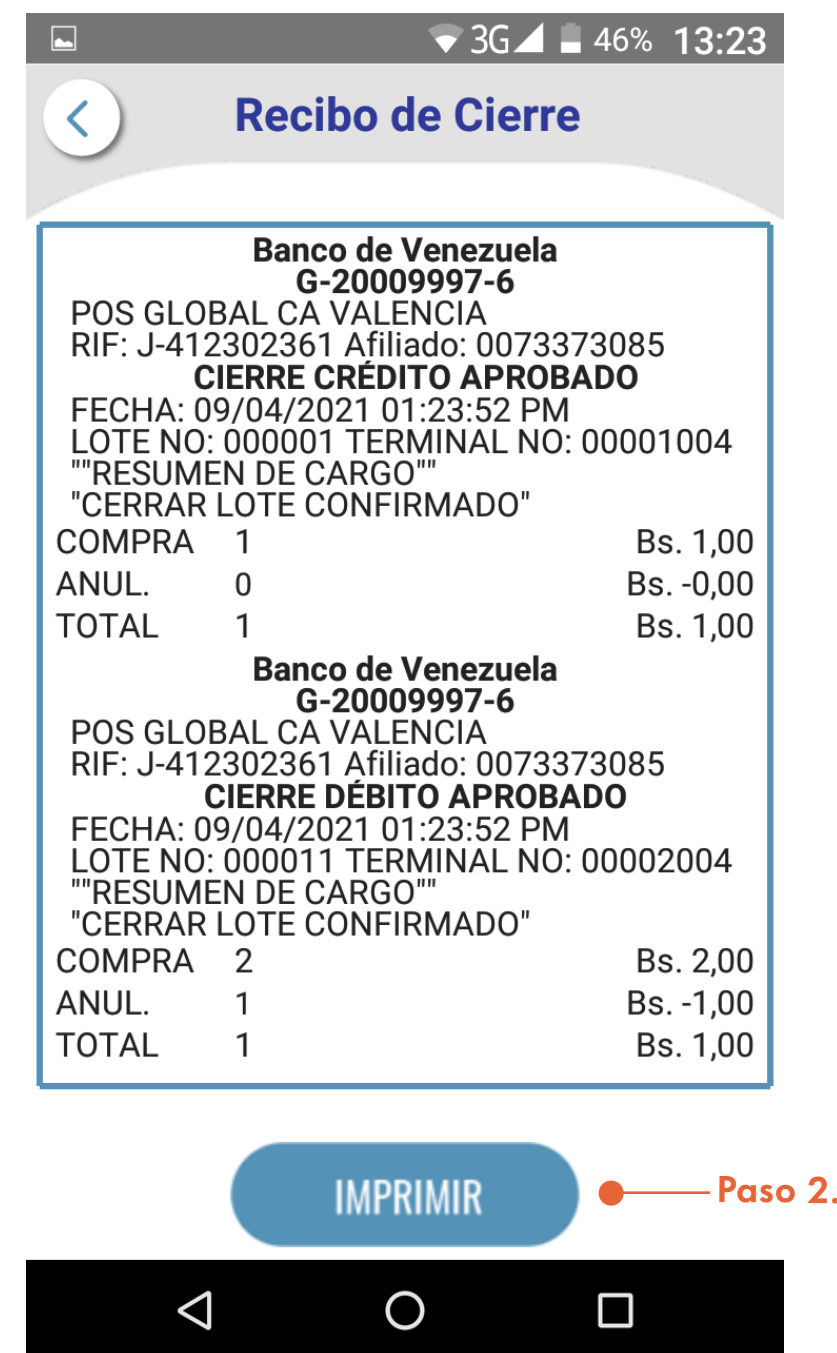 3G 46% 13:23
Recibo de Cierre
Banco de Venezuela
G-20009997-6
POS GLOBAL CA VALENCIA
RIF: J-412302361 Afiliado: 0073373085
CIERRE CRÉDITO APROBADO
FECHA: 09/04/2021 01:23:52 PM
LOTE NO: 000001 TERMINAL NO: 00001004
""RESUMEN DE CARGO""
"CERRAR LOTE CONFIRMADO"
COMPRA 1 Bs. 1,00
ANUL. 0 Bs. -0,00
TOTAL 1 Bs. 1,00
Banco de Venezuela
G-20009997-6
POS GLOBAL CA VALENCIA
RIF: J-412302361 Afiliado: 0073373085
CIERRE DÉBITO APROBADO
FECHA: 09/04/2021 01:23:52 PM
LOTE NO: 000011 TERMINAL NO: 00002004
""RESUMEN DE CARGO""
"CERRAR LOTE CONFIRMADO"
COMPRA 2 Bs. 2,00
ANUL. 1 Bs. -1,00
TOTAL 1 Bs. 1,00
IMPRIMIR Paso 2.